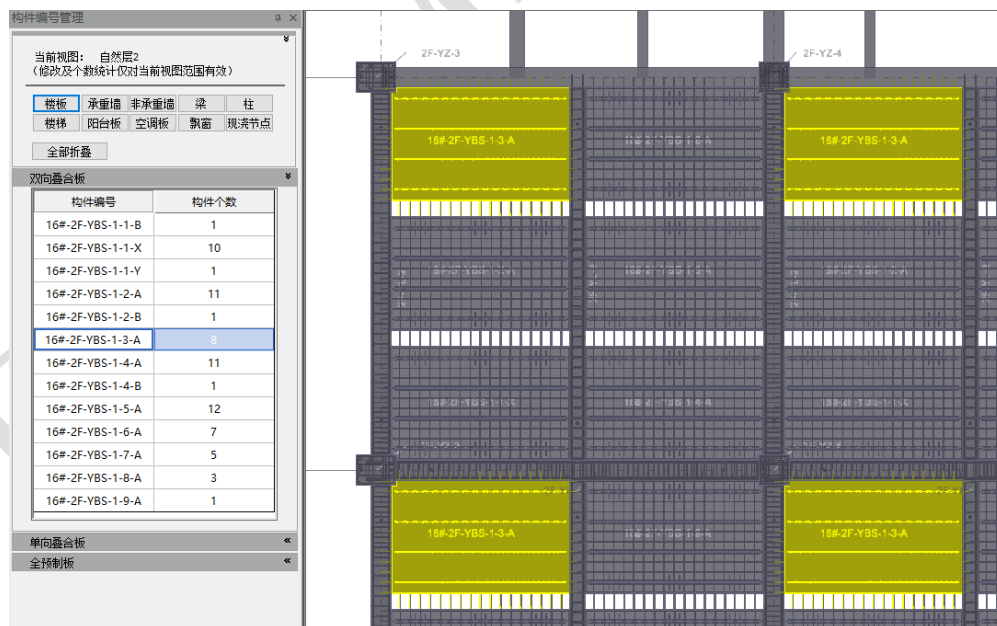 构件编号管理
当前视图： 自然层2
（修改及个数统计仅对当前视图范围有效）
楼板 承重墙 非承重墙 梁 柱
楼梯 阳台板 空调板 飘窗 现浇节点
全部折叠
双向叠合板
构件编号 构件个数
16#-2F-YBS-1-1-B 1
16#-2F-YBS-1-1-X 10
16#-2F-YBS-1-1-Y 1
16#-2F-YBS-1-2-A 11
16#-2F-YBS-1-2-B 1
16#-2F-YBS-1-3-A 8
16#-2F-YBS-1-4-A 11
16#-2F-YBS-1-4-B 1
16#-2F-YBS-1-5-A 12
16#-2F-YBS-1-6-A 7
16#-2F-YBS-1-7-A 5
16#-2F-YBS-1-8-A 3
16#-2F-YBS-1-9-A 1
单向叠合板
全预制板
2F-YZ-3 2F-YZ-4
16#-2F-YBS-1-3-A 16#-2F-YBS-1-3-A
16#-2F-YBS-1-3-A 16#-2F-YBS-1-3-A